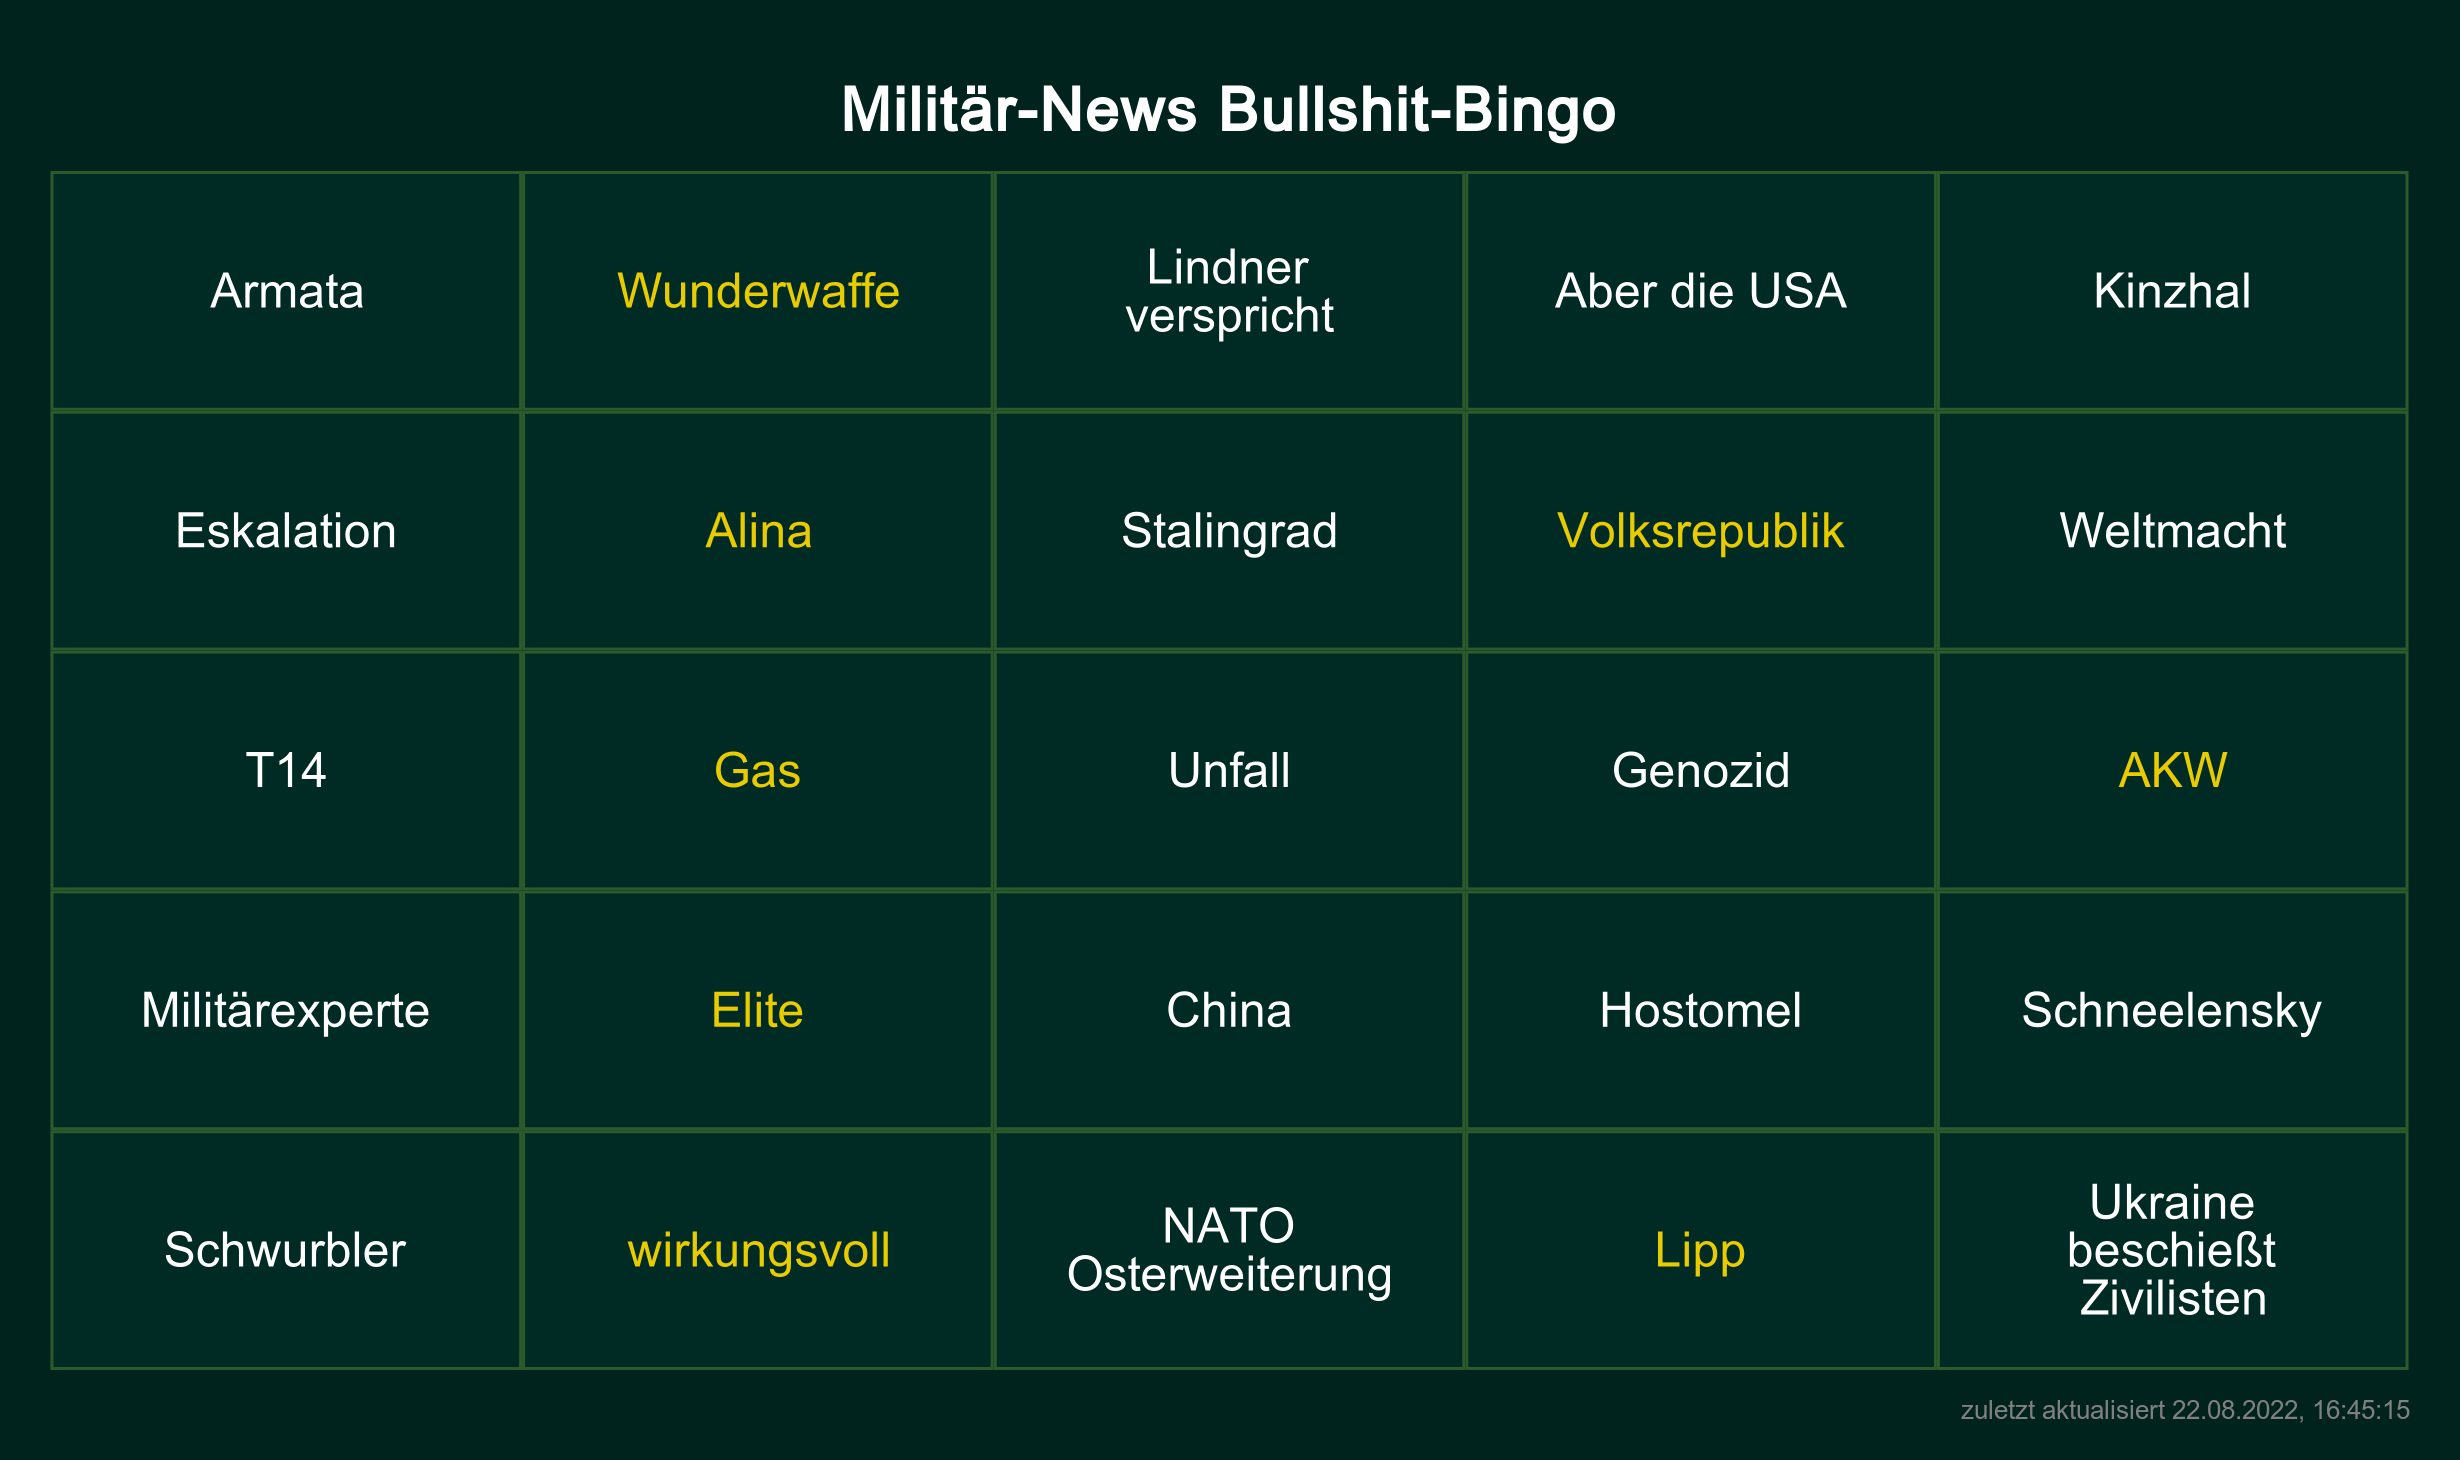 Militär-News Bullshit-Bingo
Armata
Wunderwaffe
Lindner
verspricht
Aber die USA
Kinzhal
Eskalation
Alina
Stalingrad
Volksrepublik
Weltmacht
T14
Gas
Unfall
Genozid
AKW
Militärexperte
Elite
China
Hostomel
Schneelensky
Schwurbler
wirkungsvoll
NATO
Osterweiterung
Lipp
Ukraine
beschießt
Zivilisten
zuletzt aktualisiert 22.08.2022, 16:45:15